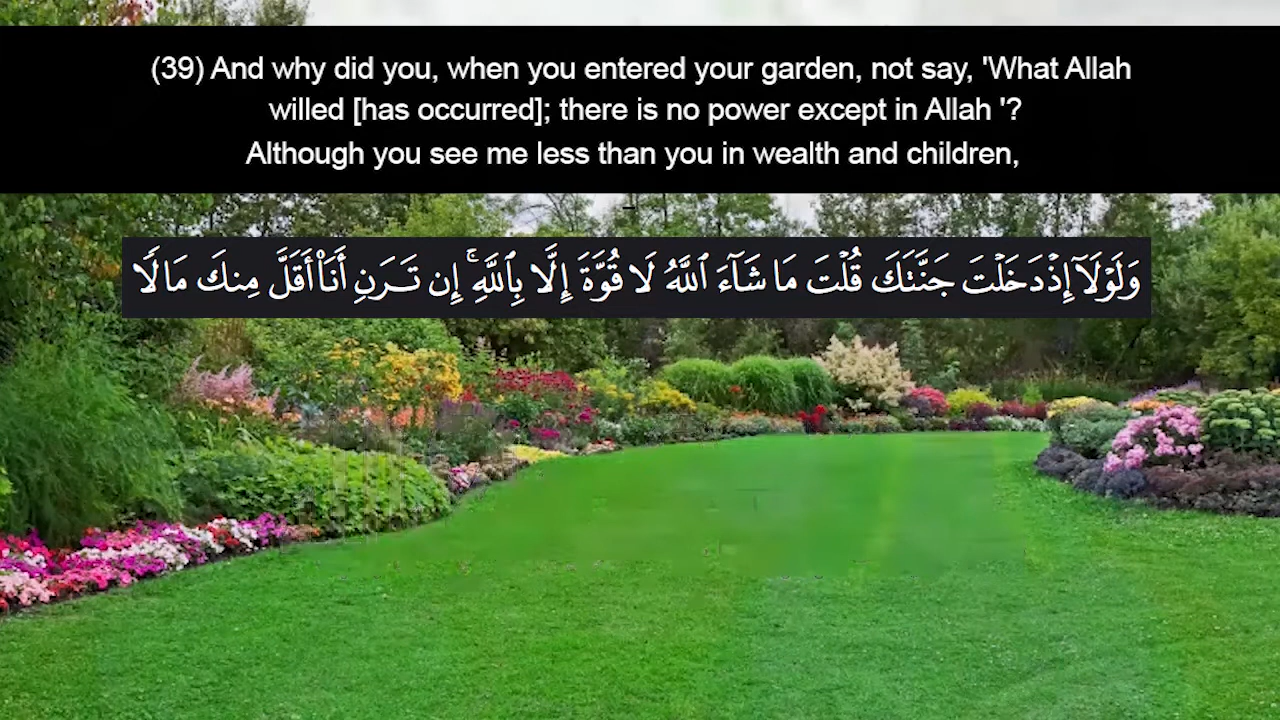 (39) And why did you, when you entered your garden, not say, 'What Allah
willed [has occurred]; there is no power except in Allah '?
Although you see me less than you in wealth and children,
وَلَوْلَآ إِذْ دَخَلْتَ جَنَّتَكَ قُلْتَ مَا شَآءَ ٱللَّهُ لَا قُوَّةَ إِلَّا بِٱللَّهِ ۚ إِن تَرَنِ أَنَا۠ أَقَلَّ مِنكَ مَالًا